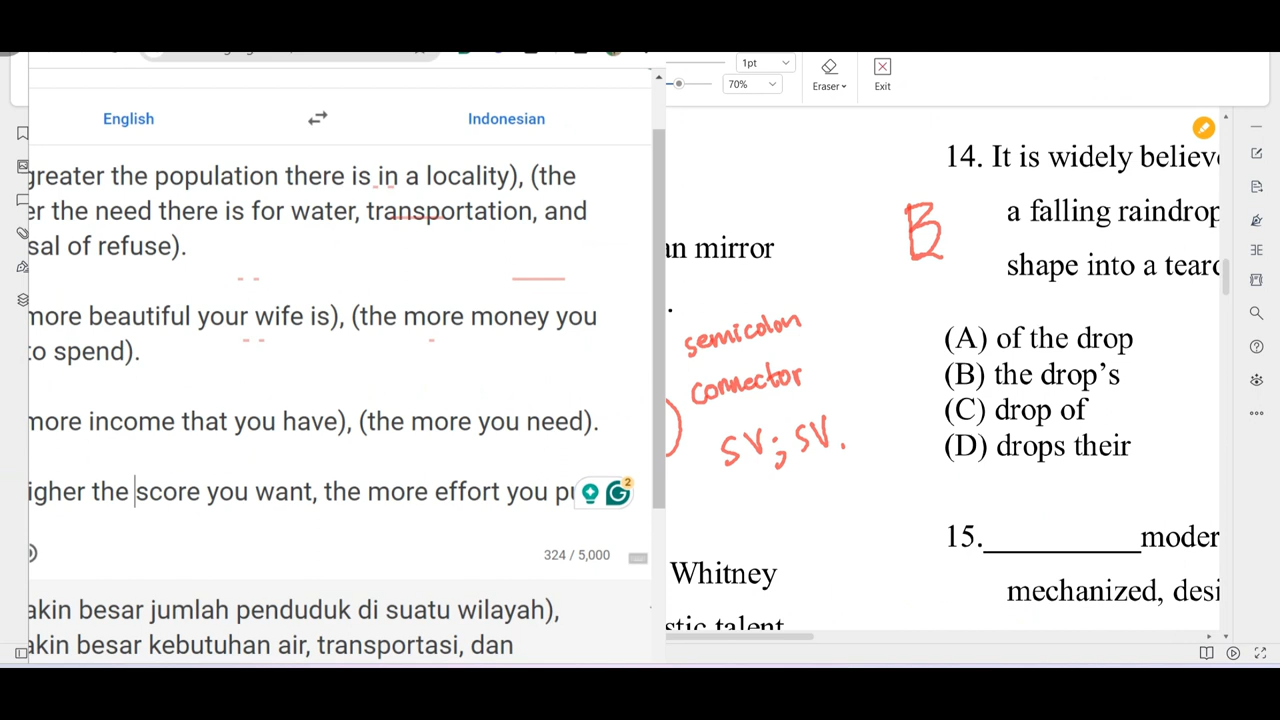 1pt
70%
Eraser
Exit
English
Indonesian
greater the population there is in a locality), (the
er the need there is for water, transportation, and
sal of refuse).
more beautiful your wife is), (the more money you
to spend).
more income that you have), (the more you need).
igher the score you want, the more effort you pu
2
324 / 5,000
akin besar jumlah penduduk di suatu wilayah),
akin besar kebutuhan air, transportasi, dan
an mirror
.
semicolon
connector
SV; SV.
Whitney
stic talent
B
14. It is widely believe
a falling raindrop
shape into a teard
(A) of the drop
(B) the drop's
(C) drop of
(D) drops their
15.__________moder
mechanized, desi